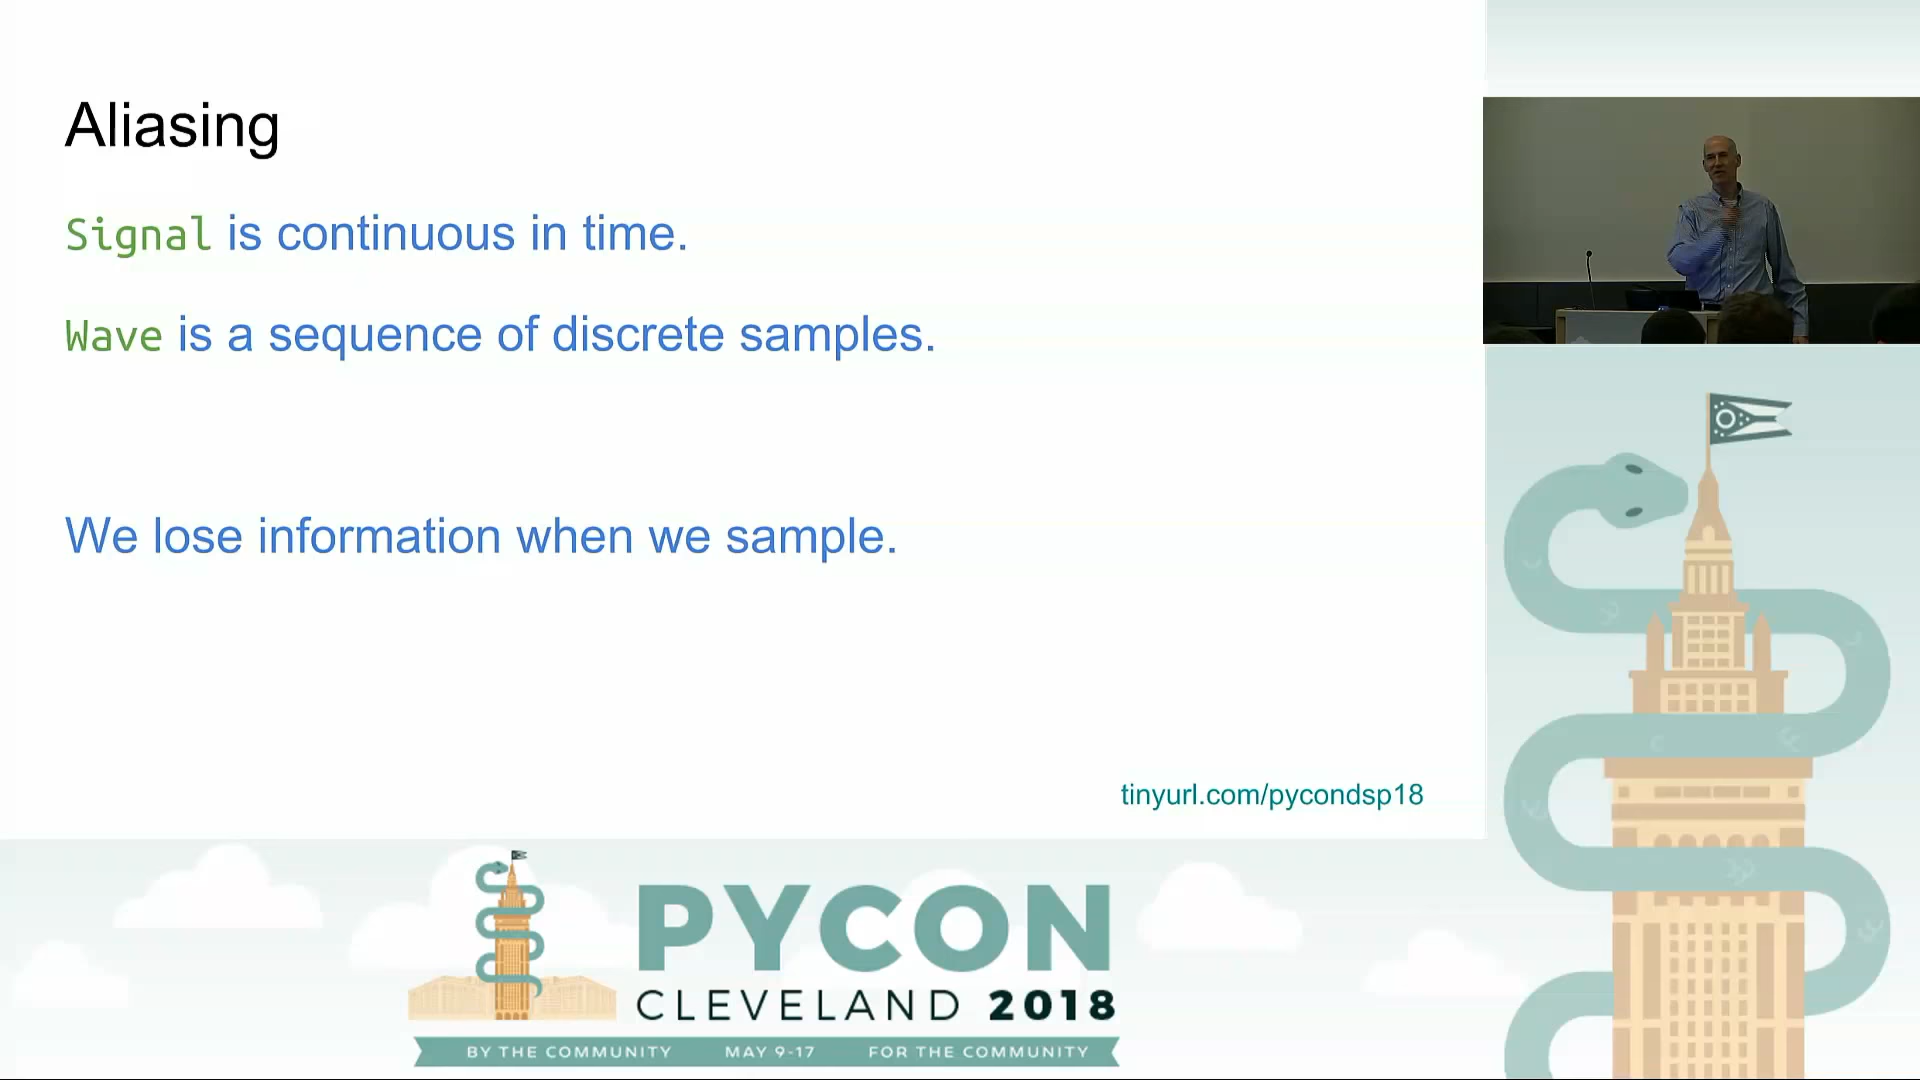 Aliasing
Signal is continuous in time.
Wave is a sequence of discrete samples.
We lose information when we sample.
tinyurl.com/pycondsp18
PYCON
CLEVELAND 2018
BY THE COMMUNITY MAY 9-17 FOR THE COMMUNITY